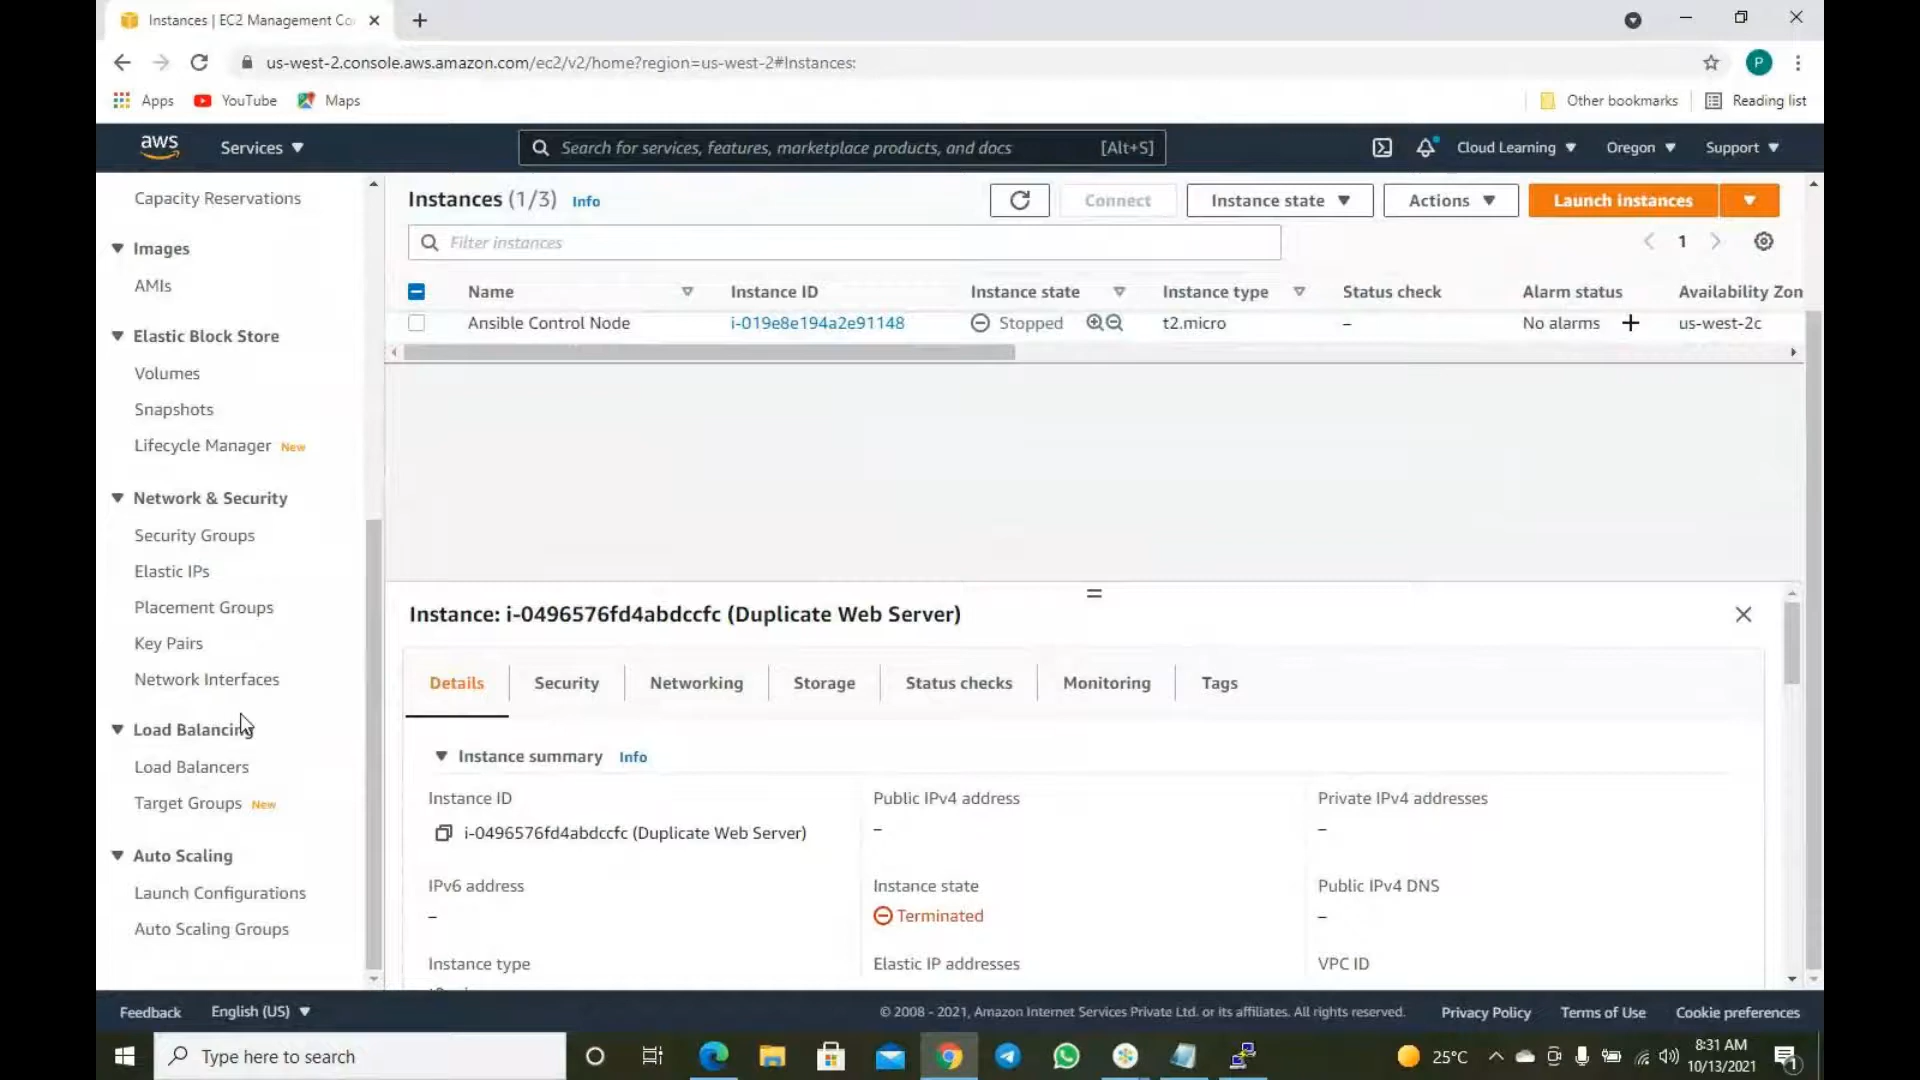 Instances | EC2 Management Co
us-west-2.console.aws.amazon.com/ec2/v2/home?region=us-west-2#Instances:
P
Apps YouTube Maps Other bookmarks Reading list
aws Services Search for services, features, marketplace products, and docs [Alt+S] Cloud Learning Oregon Support
Capacity Reservations
Images
AMIs
Elastic Block Store
Volumes
Snapshots
Lifecycle Manager New
Network & Security
Security Groups
Elastic IPs
Placement Groups
Key Pairs
Network Interfaces
Load Balancing
Load Balancers
Target Groups New
Auto Scaling
Launch Configurations
Auto Scaling Groups
Instances (1/3) Info Connect Instance state Actions Launch instances
Filter instances
1
Name Instance ID Instance state Instance type Status check Alarm status Availability Zon
Ansible Control Node i-019e8e194a2e91148 Stopped t2.micro – No alarms us-west-2c
Instance: i-0496576fd4abdccfc (Duplicate Web Server)
Details Security Networking Storage Status checks Monitoring Tags
Instance summary Info
Instance ID Public IPv4 address Private IPv4 addresses
i-0496576fd4abdccfc (Duplicate Web Server) – –
IPv6 address Instance state Public IPv4 DNS
– Terminated –
Instance type Elastic IP addresses VPC ID
Feedback English (US) © 2008 - 2021, Amazon Internet Services Private Ltd. or its affiliates. All rights reserved. Privacy Policy Terms of Use Cookie preferences
Type here to search 25°C 8:31 AM
10/13/2021 1